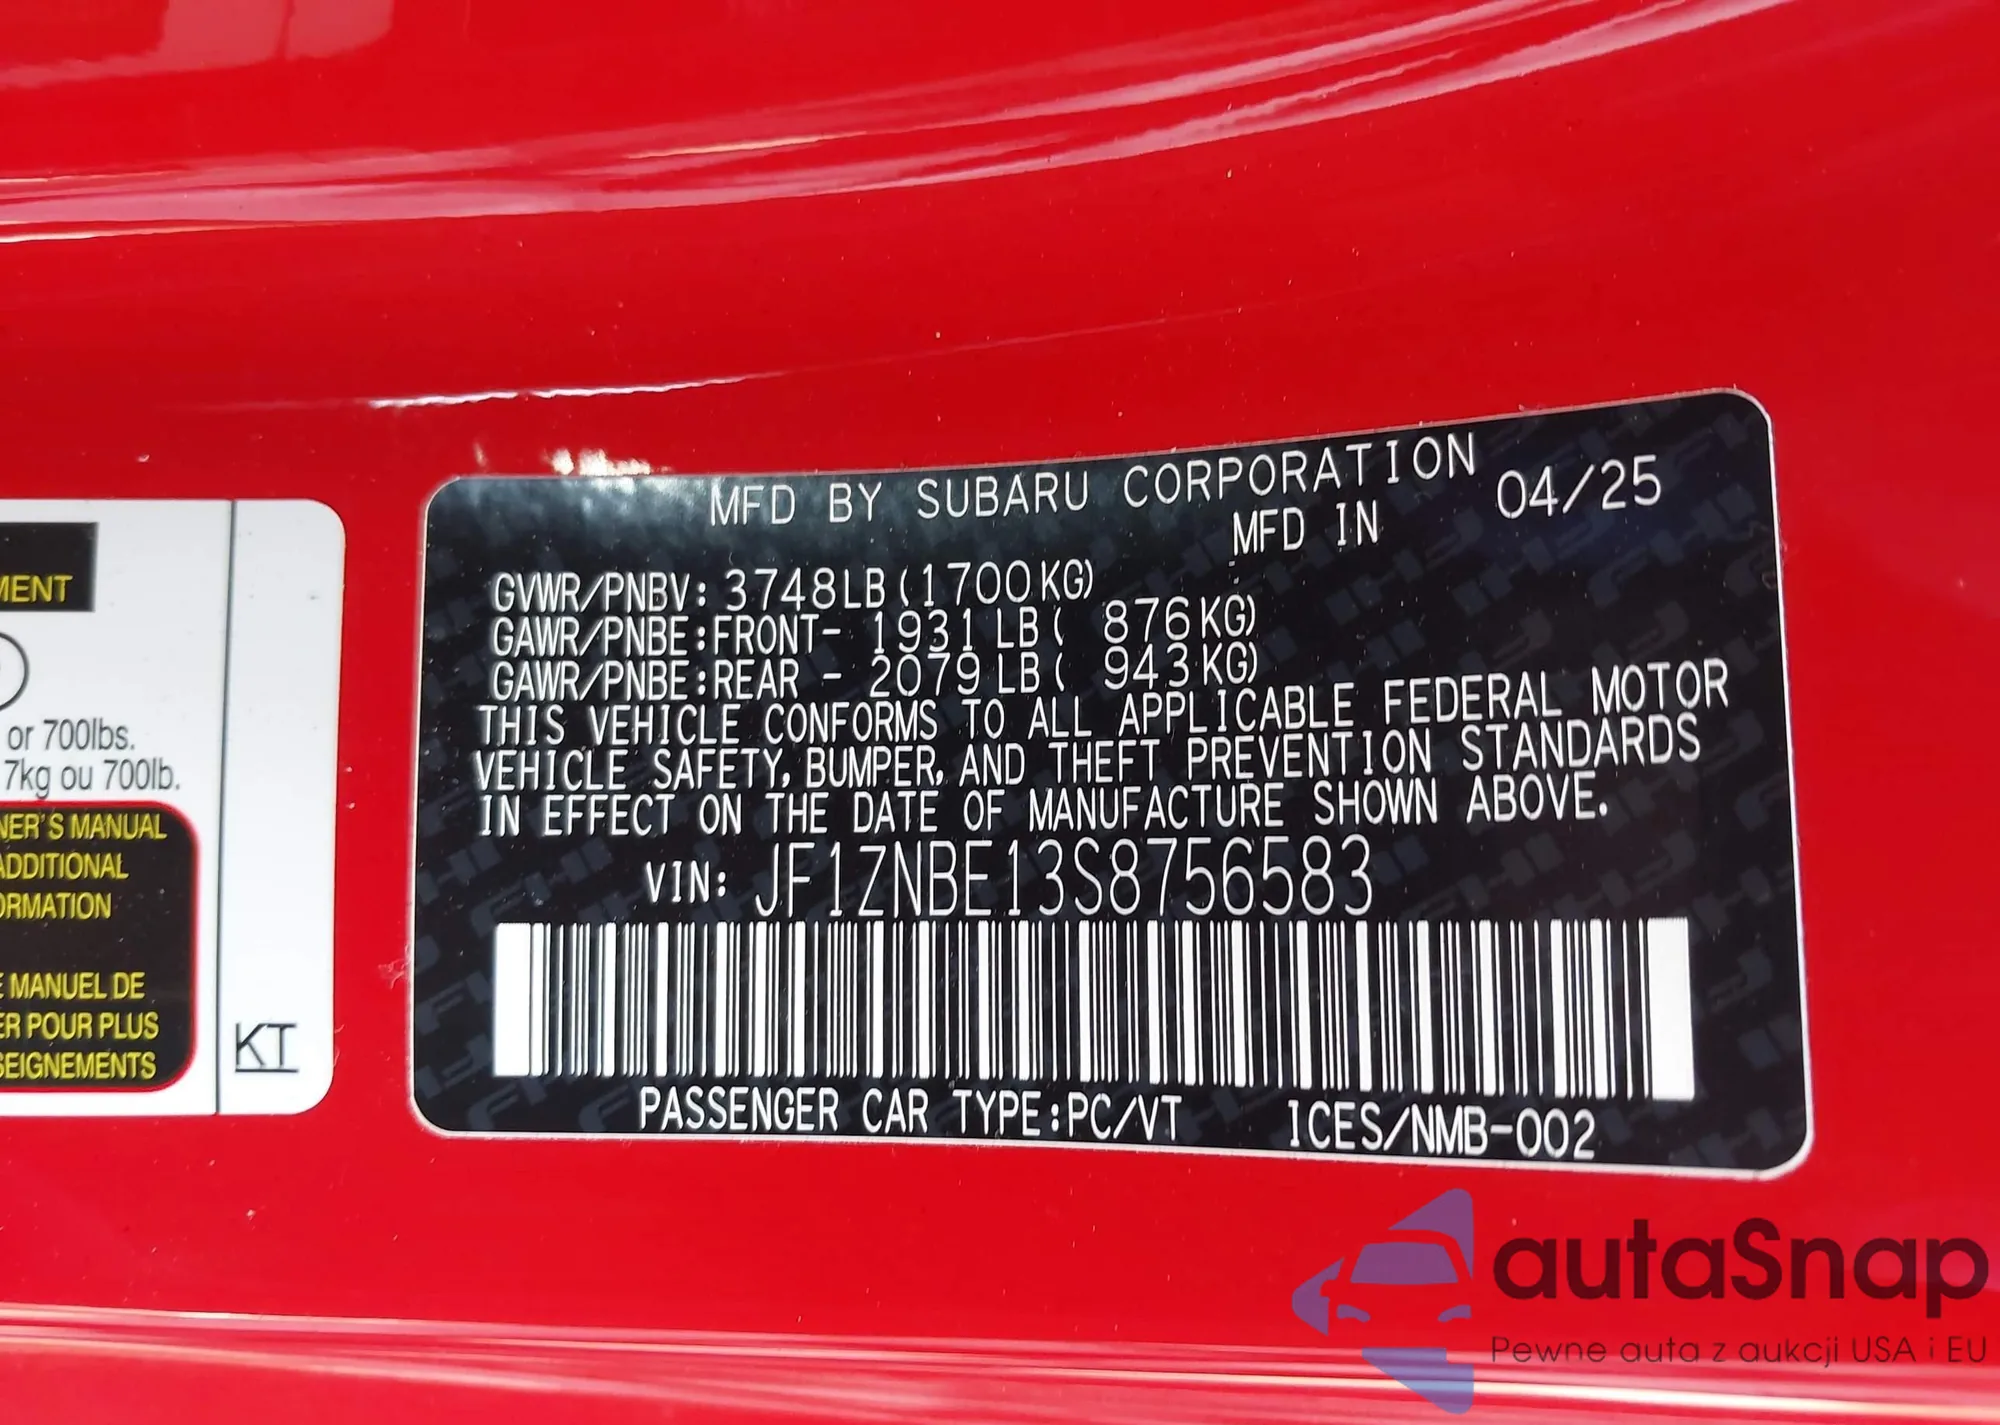 MFD BY SUBARU CORPORATION
MFD IN 04/25
GVWR/PNBV: 3748LB(1700KG)
GAWR/PNBE:FRONT- 1931LB( 876KG)
GAWR/PNBE:REAR - 2079LB( 943KG)
THIS VEHICLE CONFORMS TO ALL APPLICABLE FEDERAL MOTOR
VEHICLE SAFETY, BUMPER, AND THEFT PREVENTION STANDARDS
IN EFFECT ON THE DATE OF MANUFACTURE SHOWN ABOVE.
VIN: JF1ZNBE13S8756583
PASSENGER CAR TYPE:PC/VT ICES/NMB-002
MENT
or 700lbs.
7kg ou 700lb.
NER'S MANUAL
ADDITIONAL
ORMATION
MANUEL DE
ER POUR PLUS
SEIGNEMENTS
KT
autaSnap
Pewne auta z aukcji USA i EU